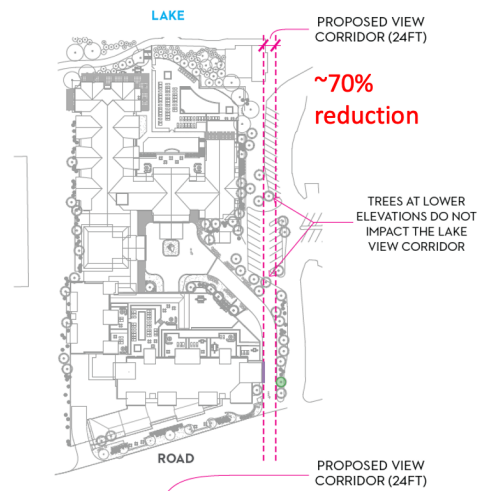 LAKE
PROPOSED VIEW
CORRIDOR (24FT)
~70%
reduction
TREES AT LOWER
ELEVATIONS DO NOT
IMPACT THE LAKE
VIEW CORRIDOR
ROAD
PROPOSED VIEW
CORRIDOR (24FT)